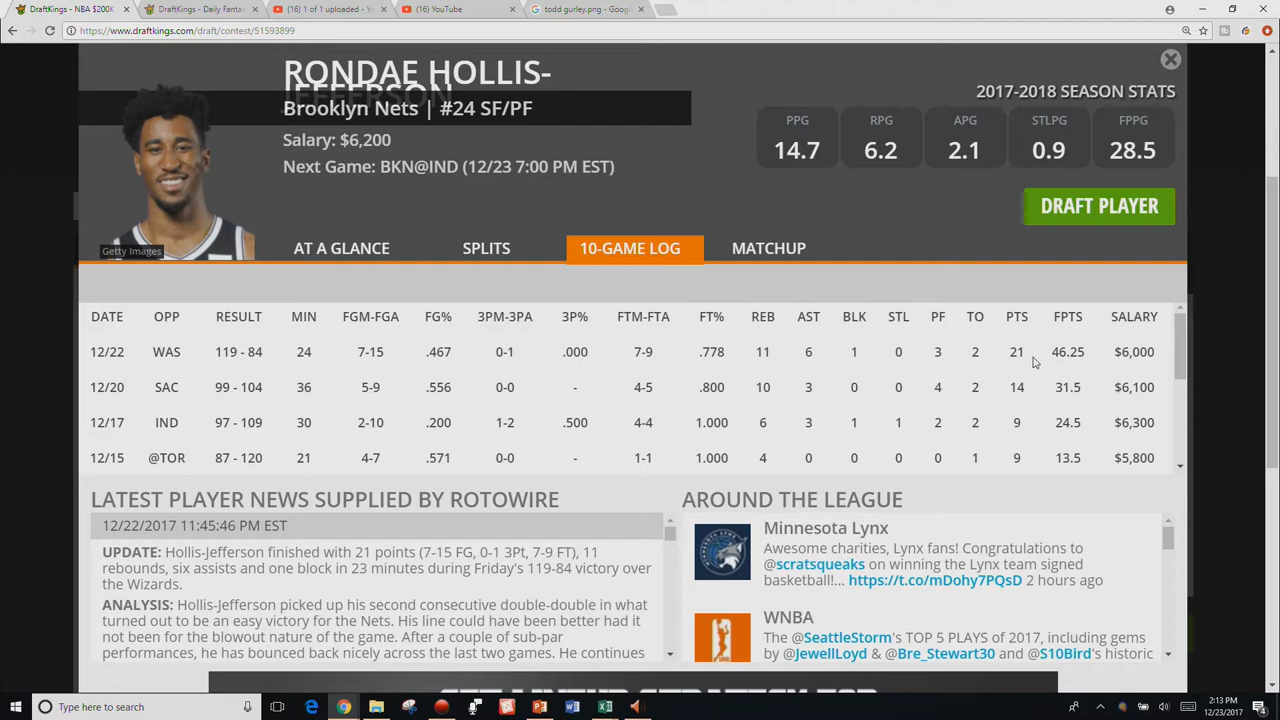 DraftKings - NBA $200K
DraftKings - Daily Fantas
(16) 1 of 1 uploaded - YouTube
(16) YouTube
todd gurley.png - Google
https://www.draftkings.com/draft/contest/51593899
RONDAE HOLLIS-
JEFFERSON
Brooklyn Nets | #24 SF/PF
Salary: $6,200
Next Game: BKN@IND (12/23 7:00 PM EST)
2017-2018 SEASON STATS
PPG RPG APG STLPG FPPG
14.7 6.2 2.1 0.9 28.5
DRAFT PLAYER
Getty Images
AT A GLANCE SPLITS 10-GAME LOG MATCHUP
DATE OPP RESULT MIN FGM-FGA FG% 3PM-3PA 3P% FTM-FTA FT% REB AST BLK STL PF TO PTS FPTS SALARY
12/22 WAS 119 - 84 24 7-15 .467 0-1 .000 7-9 .778 11 6 1 0 3 2 21 46.25 $6,000
12/20 SAC 99 - 104 36 5-9 .556 0-0 - 4-5 .800 10 3 0 0 4 2 14 31.5 $6,100
12/17 IND 97 - 109 30 2-10 .200 1-2 .500 4-4 1.000 6 3 1 1 2 2 9 24.5 $6,300
12/15 @TOR 87 - 120 21 4-7 .571 0-0 - 1-1 1.000 4 0 0 0 0 1 9 13.5 $5,800
LATEST PLAYER NEWS SUPPLIED BY ROTOWIRE
12/22/2017 11:45:46 PM EST
UPDATE: Hollis-Jefferson finished with 21 points (7-15 FG, 0-1 3Pt, 7-9 FT), 11
rebounds, six assists and one block in 23 minutes during Friday's 119-84 victory over
the Wizards.
ANALYSIS: Hollis-Jefferson picked up his second consecutive double-double in what
turned out to be an easy victory for the Nets. His line could have been better had it
not been for the blowout nature of the game. After a couple of sub-par
performances, he has bounced back nicely across the last two games. He continues
AROUND THE LEAGUE
Minnesota Lynx
Awesome charities, Lynx fans! Congratulations to
@scratsqueaks on winning the Lynx team signed
basketball!... https://t.co/mDohy7PQsD 2 hours ago
WNBA
The @SeattleStorm's TOP 5 PLAYS of 2017, including gems
by @JewellLoyd & @Bre_Stewart30 and @S10Bird's historic
GET LINEUP STRATEGY FOR
Type here to search
2:13 PM
12/23/2017
4